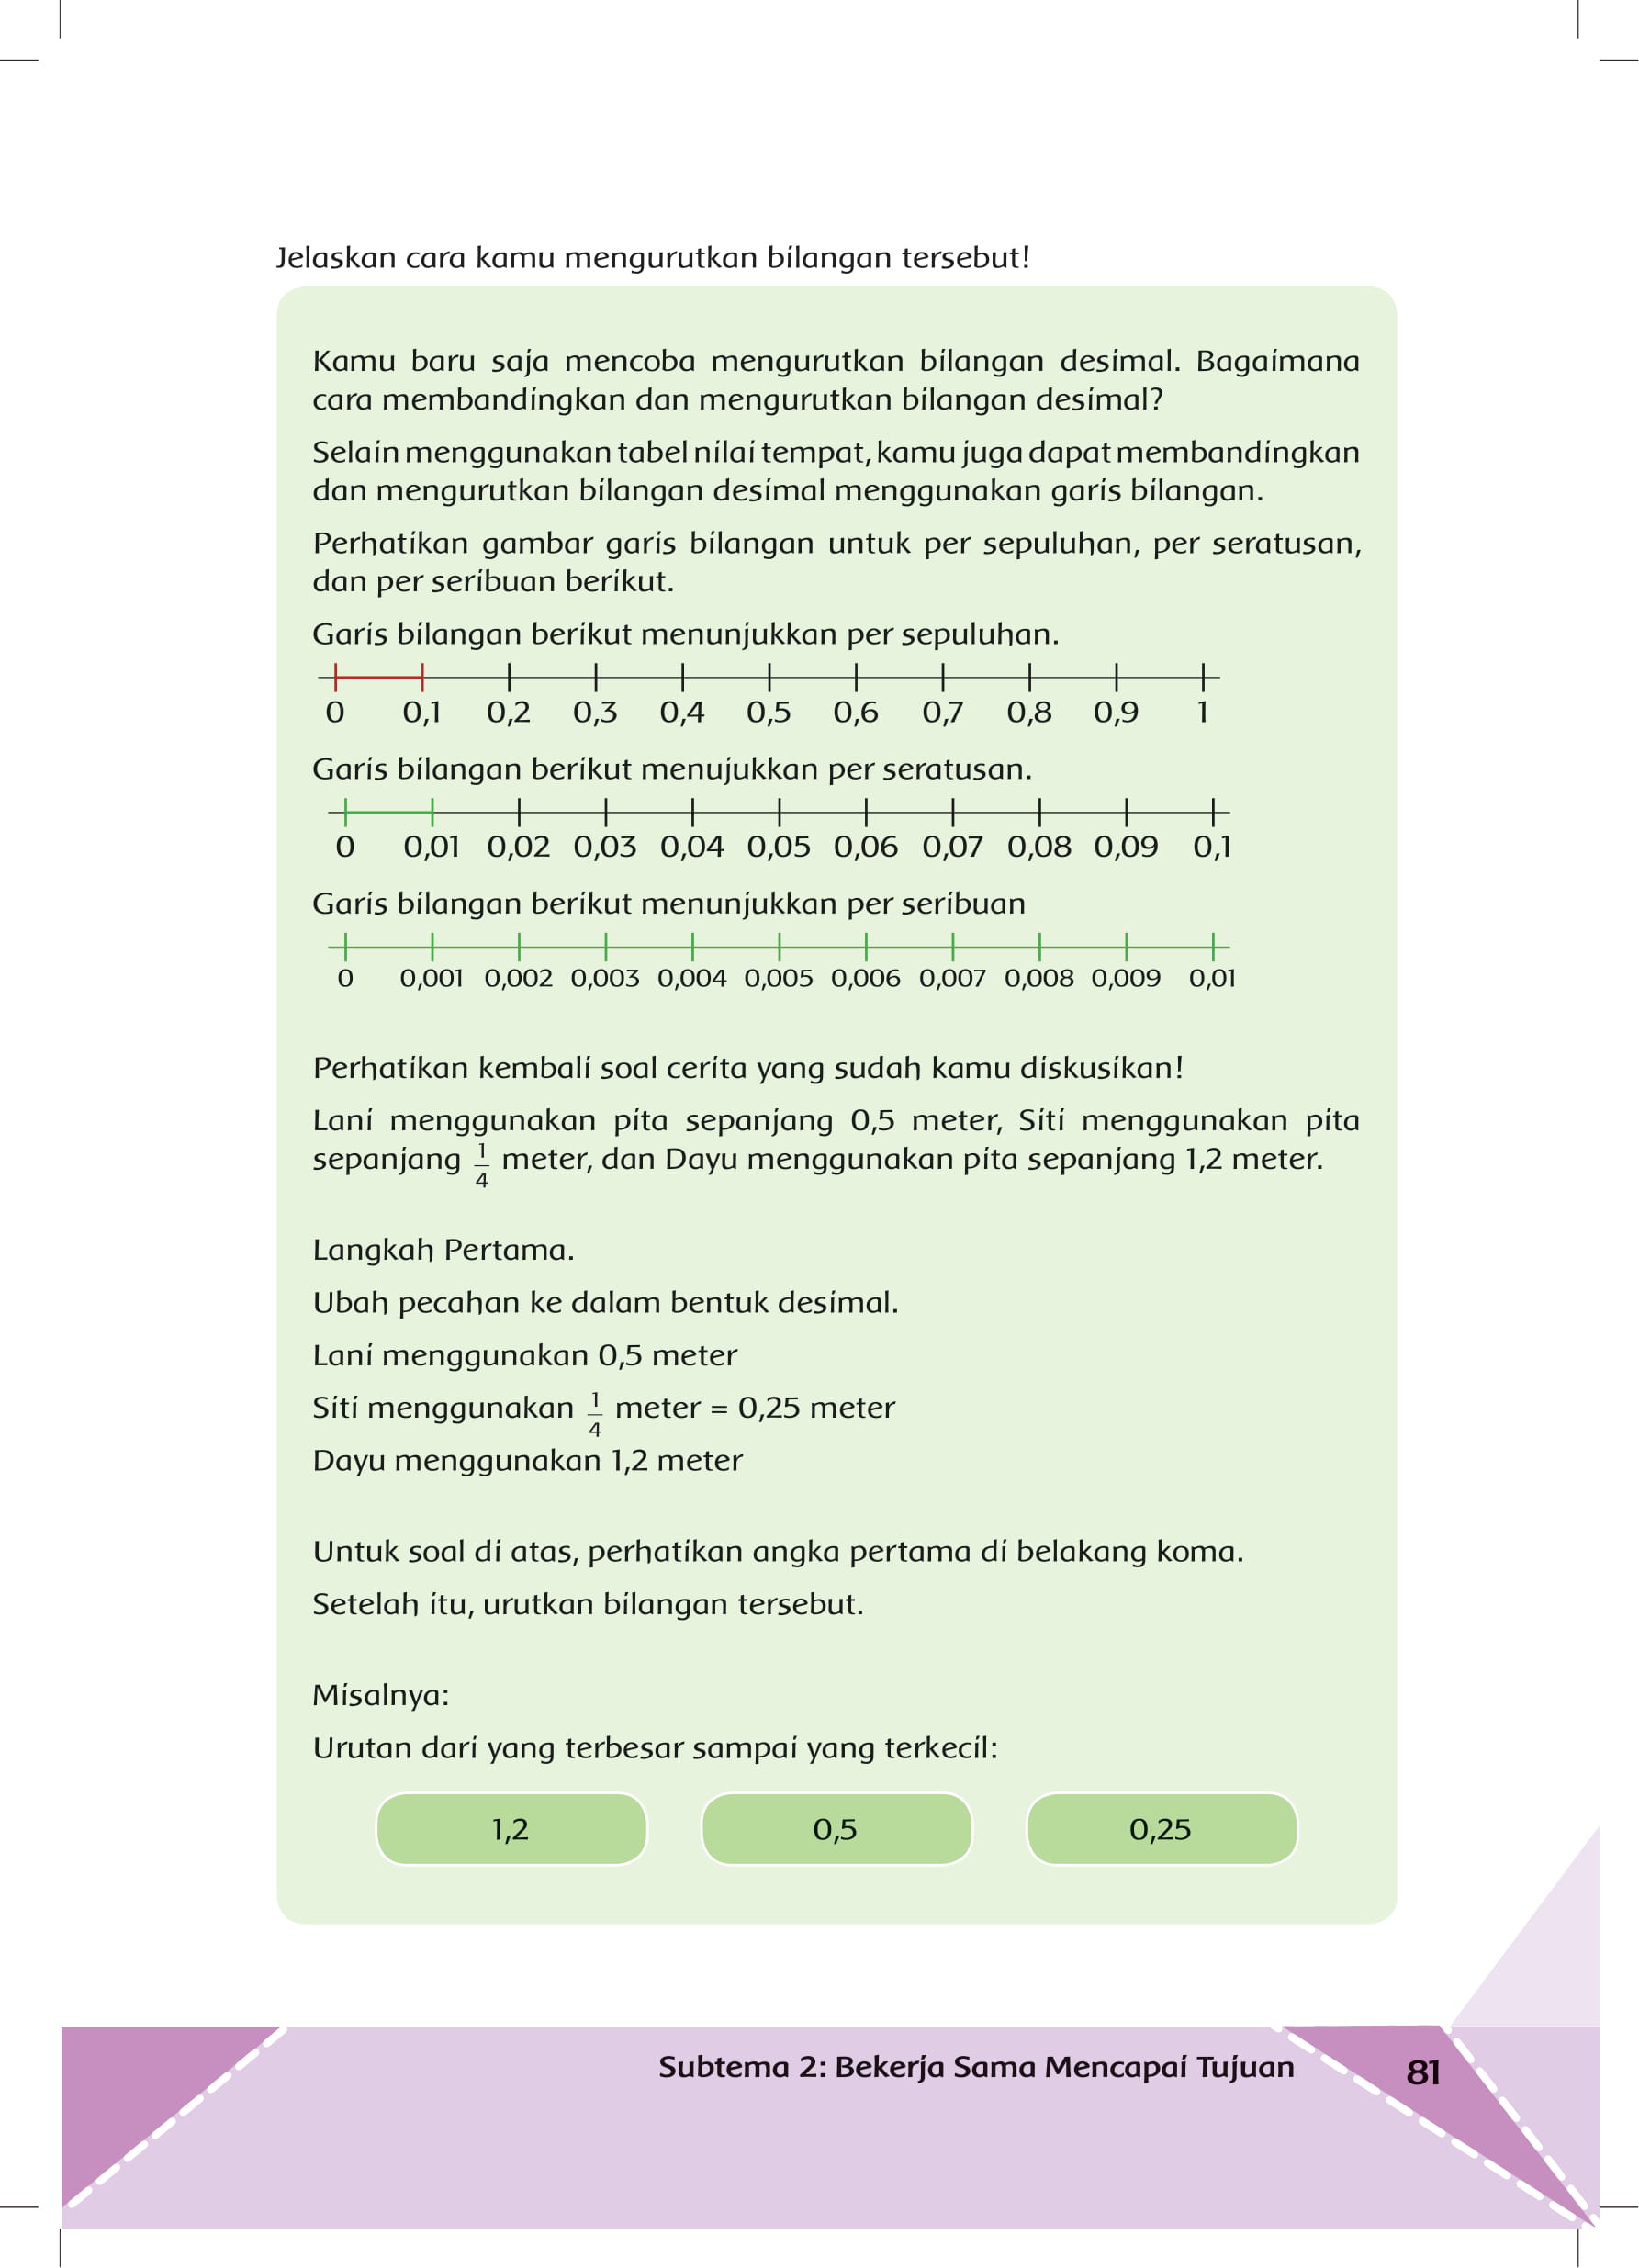 Jelaskan cara kamu mengurutkan bilangan tersebut!
Kamu baru saja mencoba mengurutkan bilangan desimal. Bagaimana
cara membandingkan dan mengurutkan bilangan desimal?
Selain menggunakan tabel nilai tempat, kamu juga dapat membandingkan
dan mengurutkan bilangan desimal menggunakan garis bilangan.
Perhatikan gambar garis bilangan untuk per sepuluhan, per seratusan,
dan per seribuan berikut.
Garis bilangan berikut menunjukkan per sepuluhan.
0 0,1 0,2 0,3 0,4 0,5 0,6 0,7 0,8 0,9 1
Garis bilangan berikut menujukkan per seratusan.
0 0,01 0,02 0,03 0,04 0,05 0,06 0,07 0,08 0,09 0,1
Garis bilangan berikut menunjukkan per seribuan
0 0,001 0,002 0,003 0,004 0,005 0,006 0,007 0,008 0,009 0,01
Perhatikan kembali soal cerita yang sudah kamu diskusikan!
Lani menggunakan pita sepanjang 0,5 meter, Siti menggunakan pita
sepanjang 1/4 meter, dan Dayu menggunakan pita sepanjang 1,2 meter.
Langkah Pertama.
Ubah pecahan ke dalam bentuk desimal.
Lani menggunakan 0,5 meter
Siti menggunakan 1/4 meter = 0,25 meter
Dayu menggunakan 1,2 meter
Untuk soal di atas, perhatikan angka pertama di belakang koma.
Setelah itu, urutkan bilangan tersebut.
Misalnya:
Urutan dari yang terbesar sampai yang terkecil:
1,2 0,5 0,25
Subtema 2: Bekerja Sama Mencapai Tujuan 81